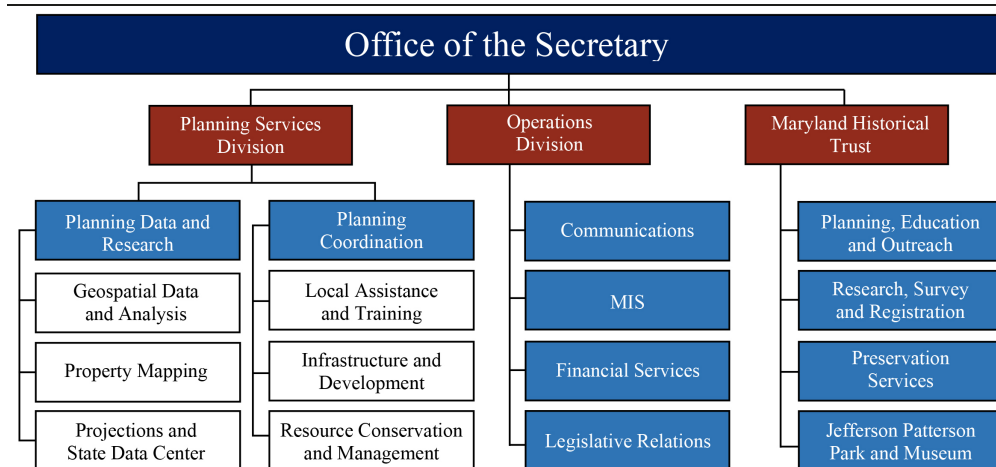 Office of the Secretary
Planning Services
Division
Operations
Division
Maryland Historical
Trust
Planning Data and
Research
Geospatial Data
and Analysis
Property Mapping
Projections and
State Data Center
Planning
Coordination
Local Assistance
and Training
Infrastructure and
Development
Resource Conservation
and Management
Communications
MIS
Financial Services
Legislative Relations
Planning, Education
and Outreach
Research, Survey
and Registration
Preservation
Services
Jefferson Patterson
Park and Museum